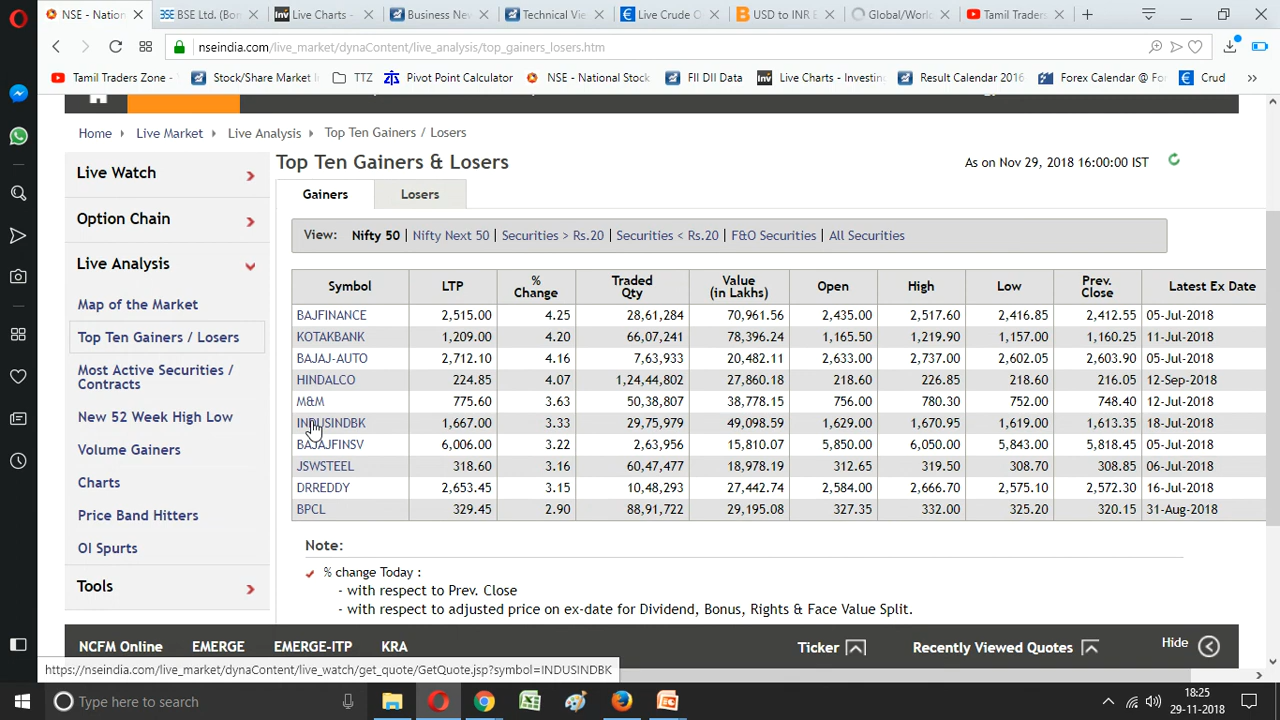 NSE - National
BSE Ltd. (Bon
Live Charts -
Business New
Technical Vie
Live Crude O
USD to INR E
Global/World
Tamil Traders
nseindia.com/live_market/dynaContent/live_analysis/top_gainers_losers.htm
Tamil Traders Zone -
Stock/Share Market
TTZ
Pivot Point Calculator
NSE - National Stock
FII DII Data
Live Charts - Investin
Result Calendar 2016
Forex Calendar @ Fo
Crud
Home Live Market Live Analysis Top Ten Gainers / Losers
Live Watch
Option Chain
Live Analysis
Map of the Market
Top Ten Gainers / Losers
Most Active Securities /
Contracts
New 52 Week High Low
Volume Gainers
Charts
Price Band Hitters
OI Spurts
Tools
Top Ten Gainers & Losers
As on Nov 29, 2018 16:00:00 IST
Gainers Losers
View: Nifty 50 | Nifty Next 50 | Securities > Rs.20 | Securities < Rs.20 | F&O Securities | All Securities
Symbol LTP % Change Traded Qty Value (in Lakhs) Open High Low Prev. Close Latest Ex Date
BAJFINANCE 2,515.00 4.25 28,61,284 70,961.56 2,435.00 2,517.60 2,416.85 2,412.55 05-Jul-2018
KOTAKBANK 1,209.00 4.20 66,07,241 78,396.24 1,165.50 1,219.90 1,157.00 1,160.25 11-Jul-2018
BAJAJ-AUTO 2,712.10 4.16 7,63,933 20,482.11 2,633.00 2,737.00 2,602.05 2,603.90 05-Jul-2018
HINDALCO 224.85 4.07 1,24,44,802 27,860.18 218.60 226.85 218.60 216.05 12-Sep-2018
M&M 775.60 3.63 50,38,807 38,778.15 756.00 780.30 752.00 748.40 12-Jul-2018
INDUSINDBK 1,667.00 3.33 29,75,979 49,098.59 1,629.00 1,670.95 1,619.00 1,613.35 18-Jul-2018
BAJAJFINSV 6,006.00 3.22 2,63,956 15,810.07 5,850.00 6,050.00 5,843.00 5,818.45 05-Jul-2018
JSWSTEEL 318.60 3.16 60,47,477 18,978.19 312.65 319.50 308.70 308.85 06-Jul-2018
DRREDDY 2,653.45 3.15 10,48,293 27,442.74 2,584.00 2,666.70 2,575.10 2,572.30 16-Jul-2018
BPCL 329.45 2.90 88,91,722 29,195.08 327.35 332.00 325.20 320.15 31-Aug-2018
Note:
% change Today :
- with respect to Prev. Close
- with respect to adjusted price on ex-date for Dividend, Bonus, Rights & Face Value Split.
NCFM Online EMERGE EMERGE-ITP KRA Ticker Recently Viewed Quotes Hide
https://nseindia.com/live_market/dynaContent/live_watch/get_quote/GetQuote.jsp?symbol=INDUSINDBK
Type here to search
18:25
29-11-2018